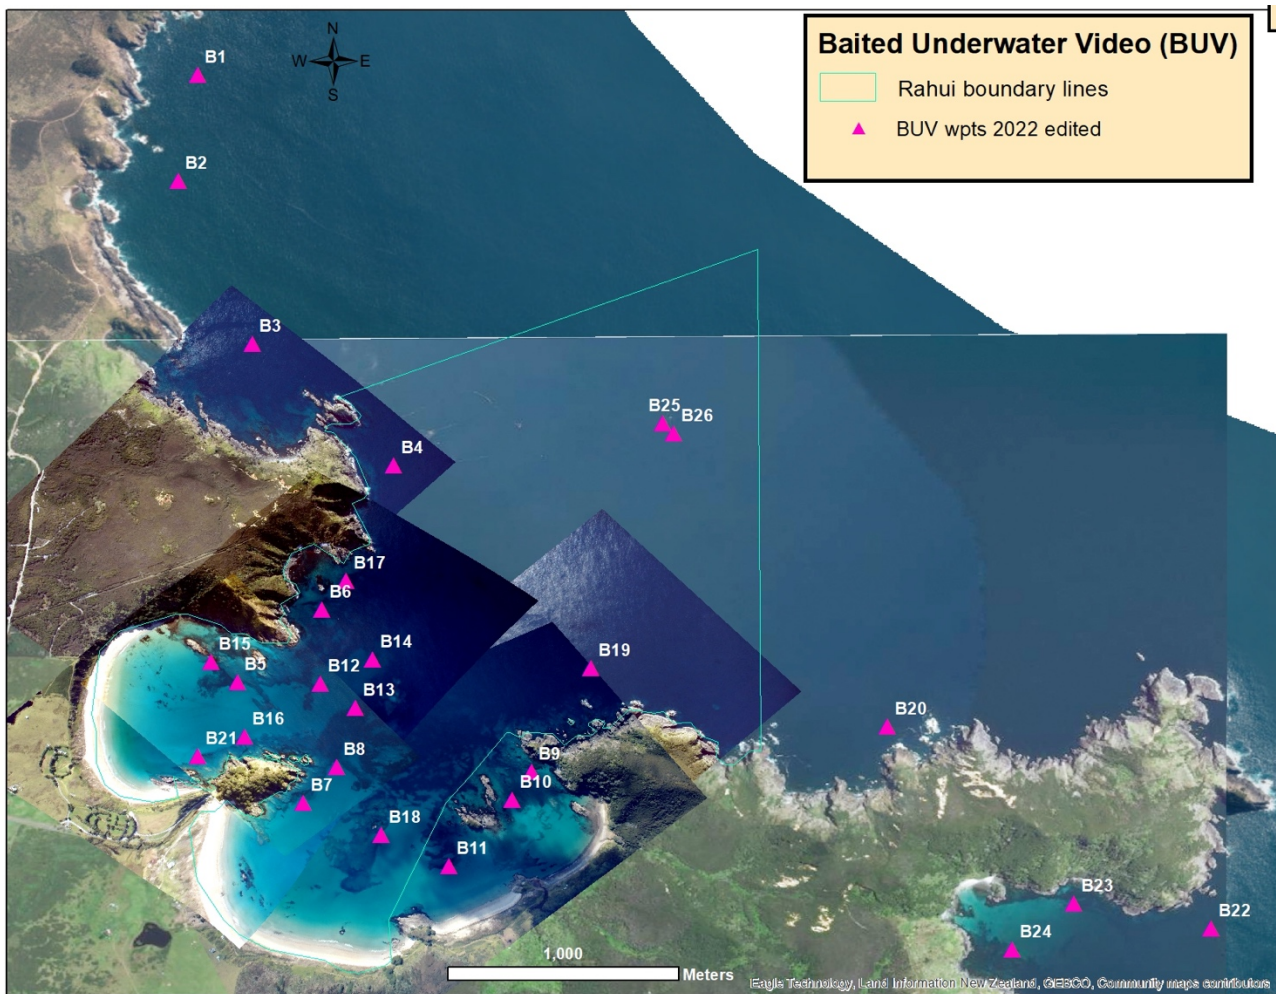 Baited Underwater Video (BUV)
Rahui boundary lines
BUV wpts 2022 edited
N
W E
S
B1
B2
B3
B25
B26
B4
B17
B6
B14
B15
B5
B12
B19
B13
B16
B20
B21
B8
B9
B7
B10
B18
B11
B23
B22
B24
1,000
Meters
Eagle Technology, Land Information New Zealand, GEBCO, Community maps contributors